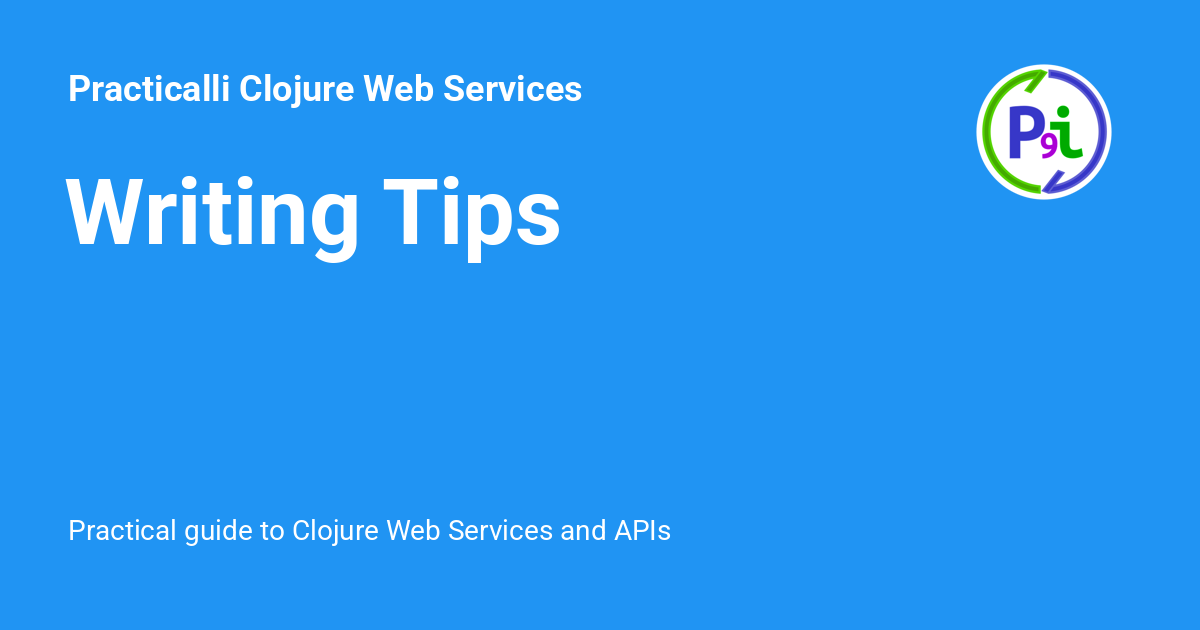 Practicalli Clojure Web Services
P9i
Writing Tips
Practical guide to Clojure Web Services and APIs